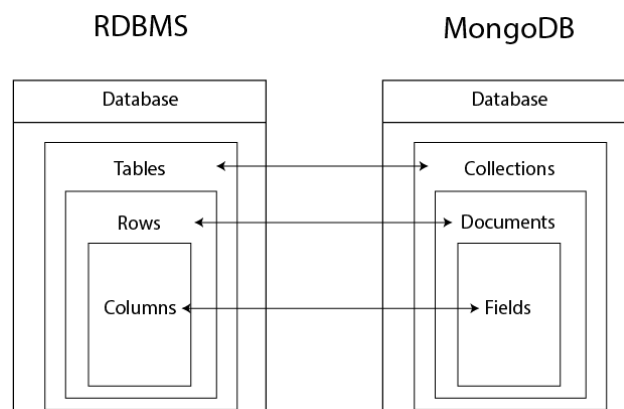 RDBMS
MongoDB
Database
Database
Tables
Collections
Rows
Documents
Columns
Fields